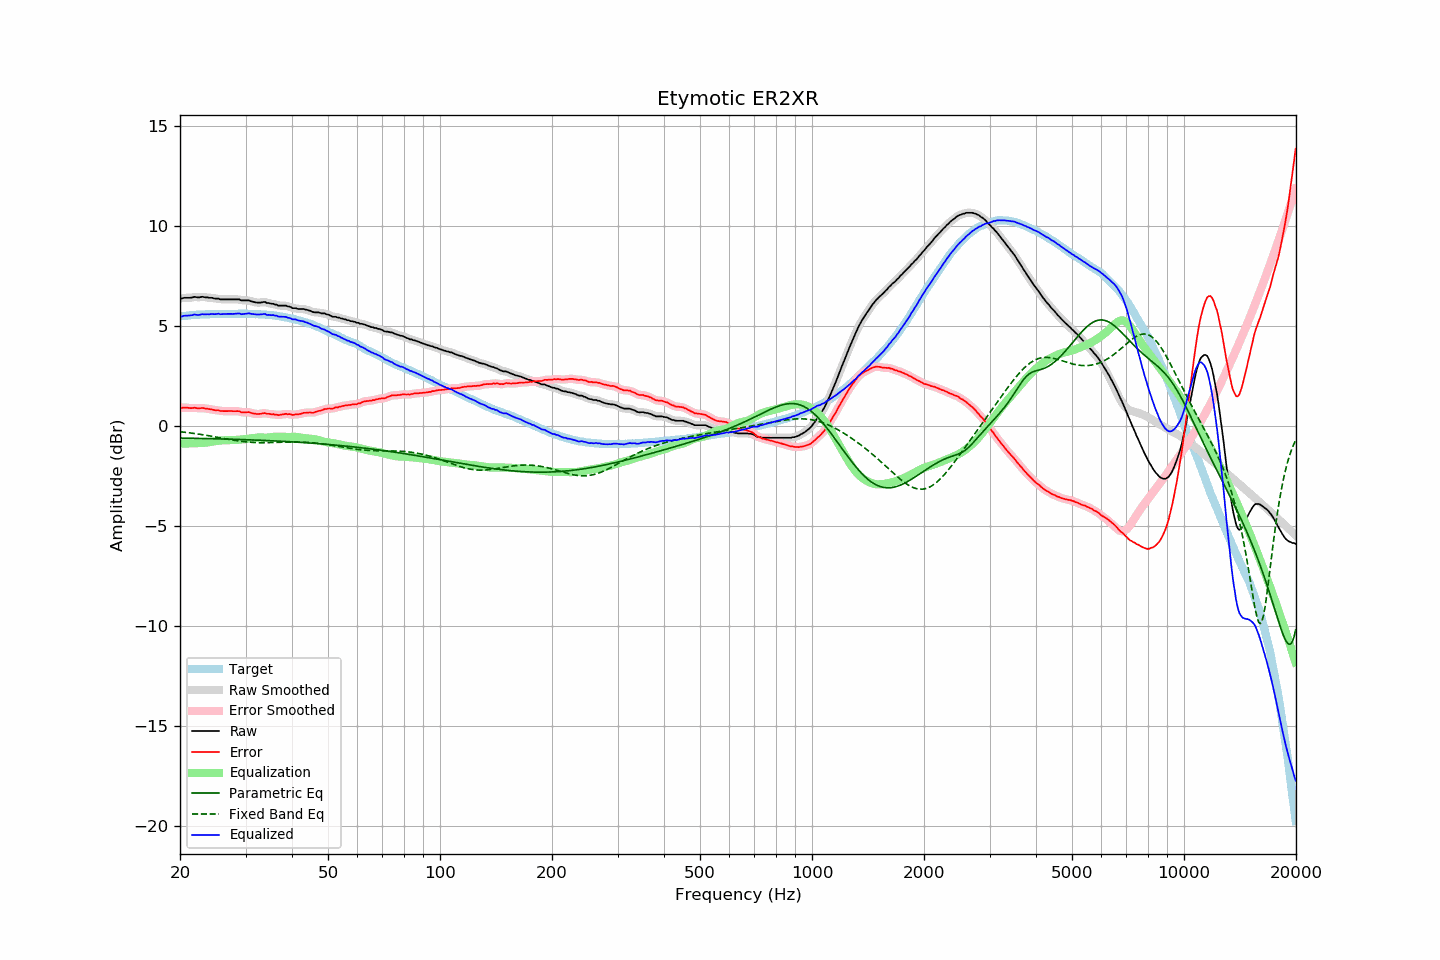 Etymotic ER2XR
Amplitude (dBr)
15
10
5
0
−5
−10
−15
−20
Target
Raw Smoothed
Error Smoothed
Raw
Error
Equalization
Parametric Eq
Fixed Band Eq
Equalized
20 50 100 200 500 1000 2000 5000 10000 20000
Frequency (Hz)